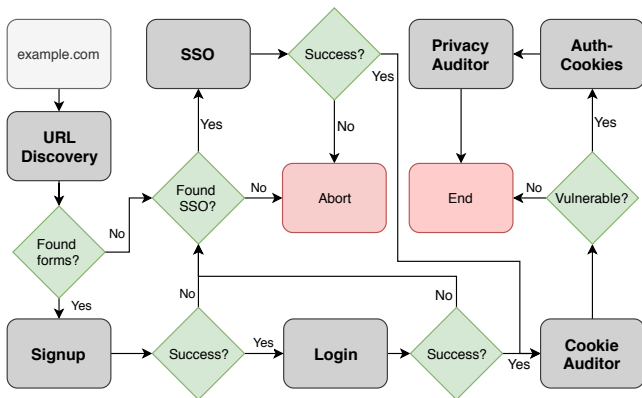 example.com
SSO
Success?
Yes
Privacy
Auditor
Auth-
Cookies
URL
Discovery
Yes
No
Yes
Found
SSO?
No
Abort
End
No
Vulnerable?
Found
forms?
No
Yes
No
No
Signup
Success?
Yes
Login
Success?
Yes
Cookie
Auditor